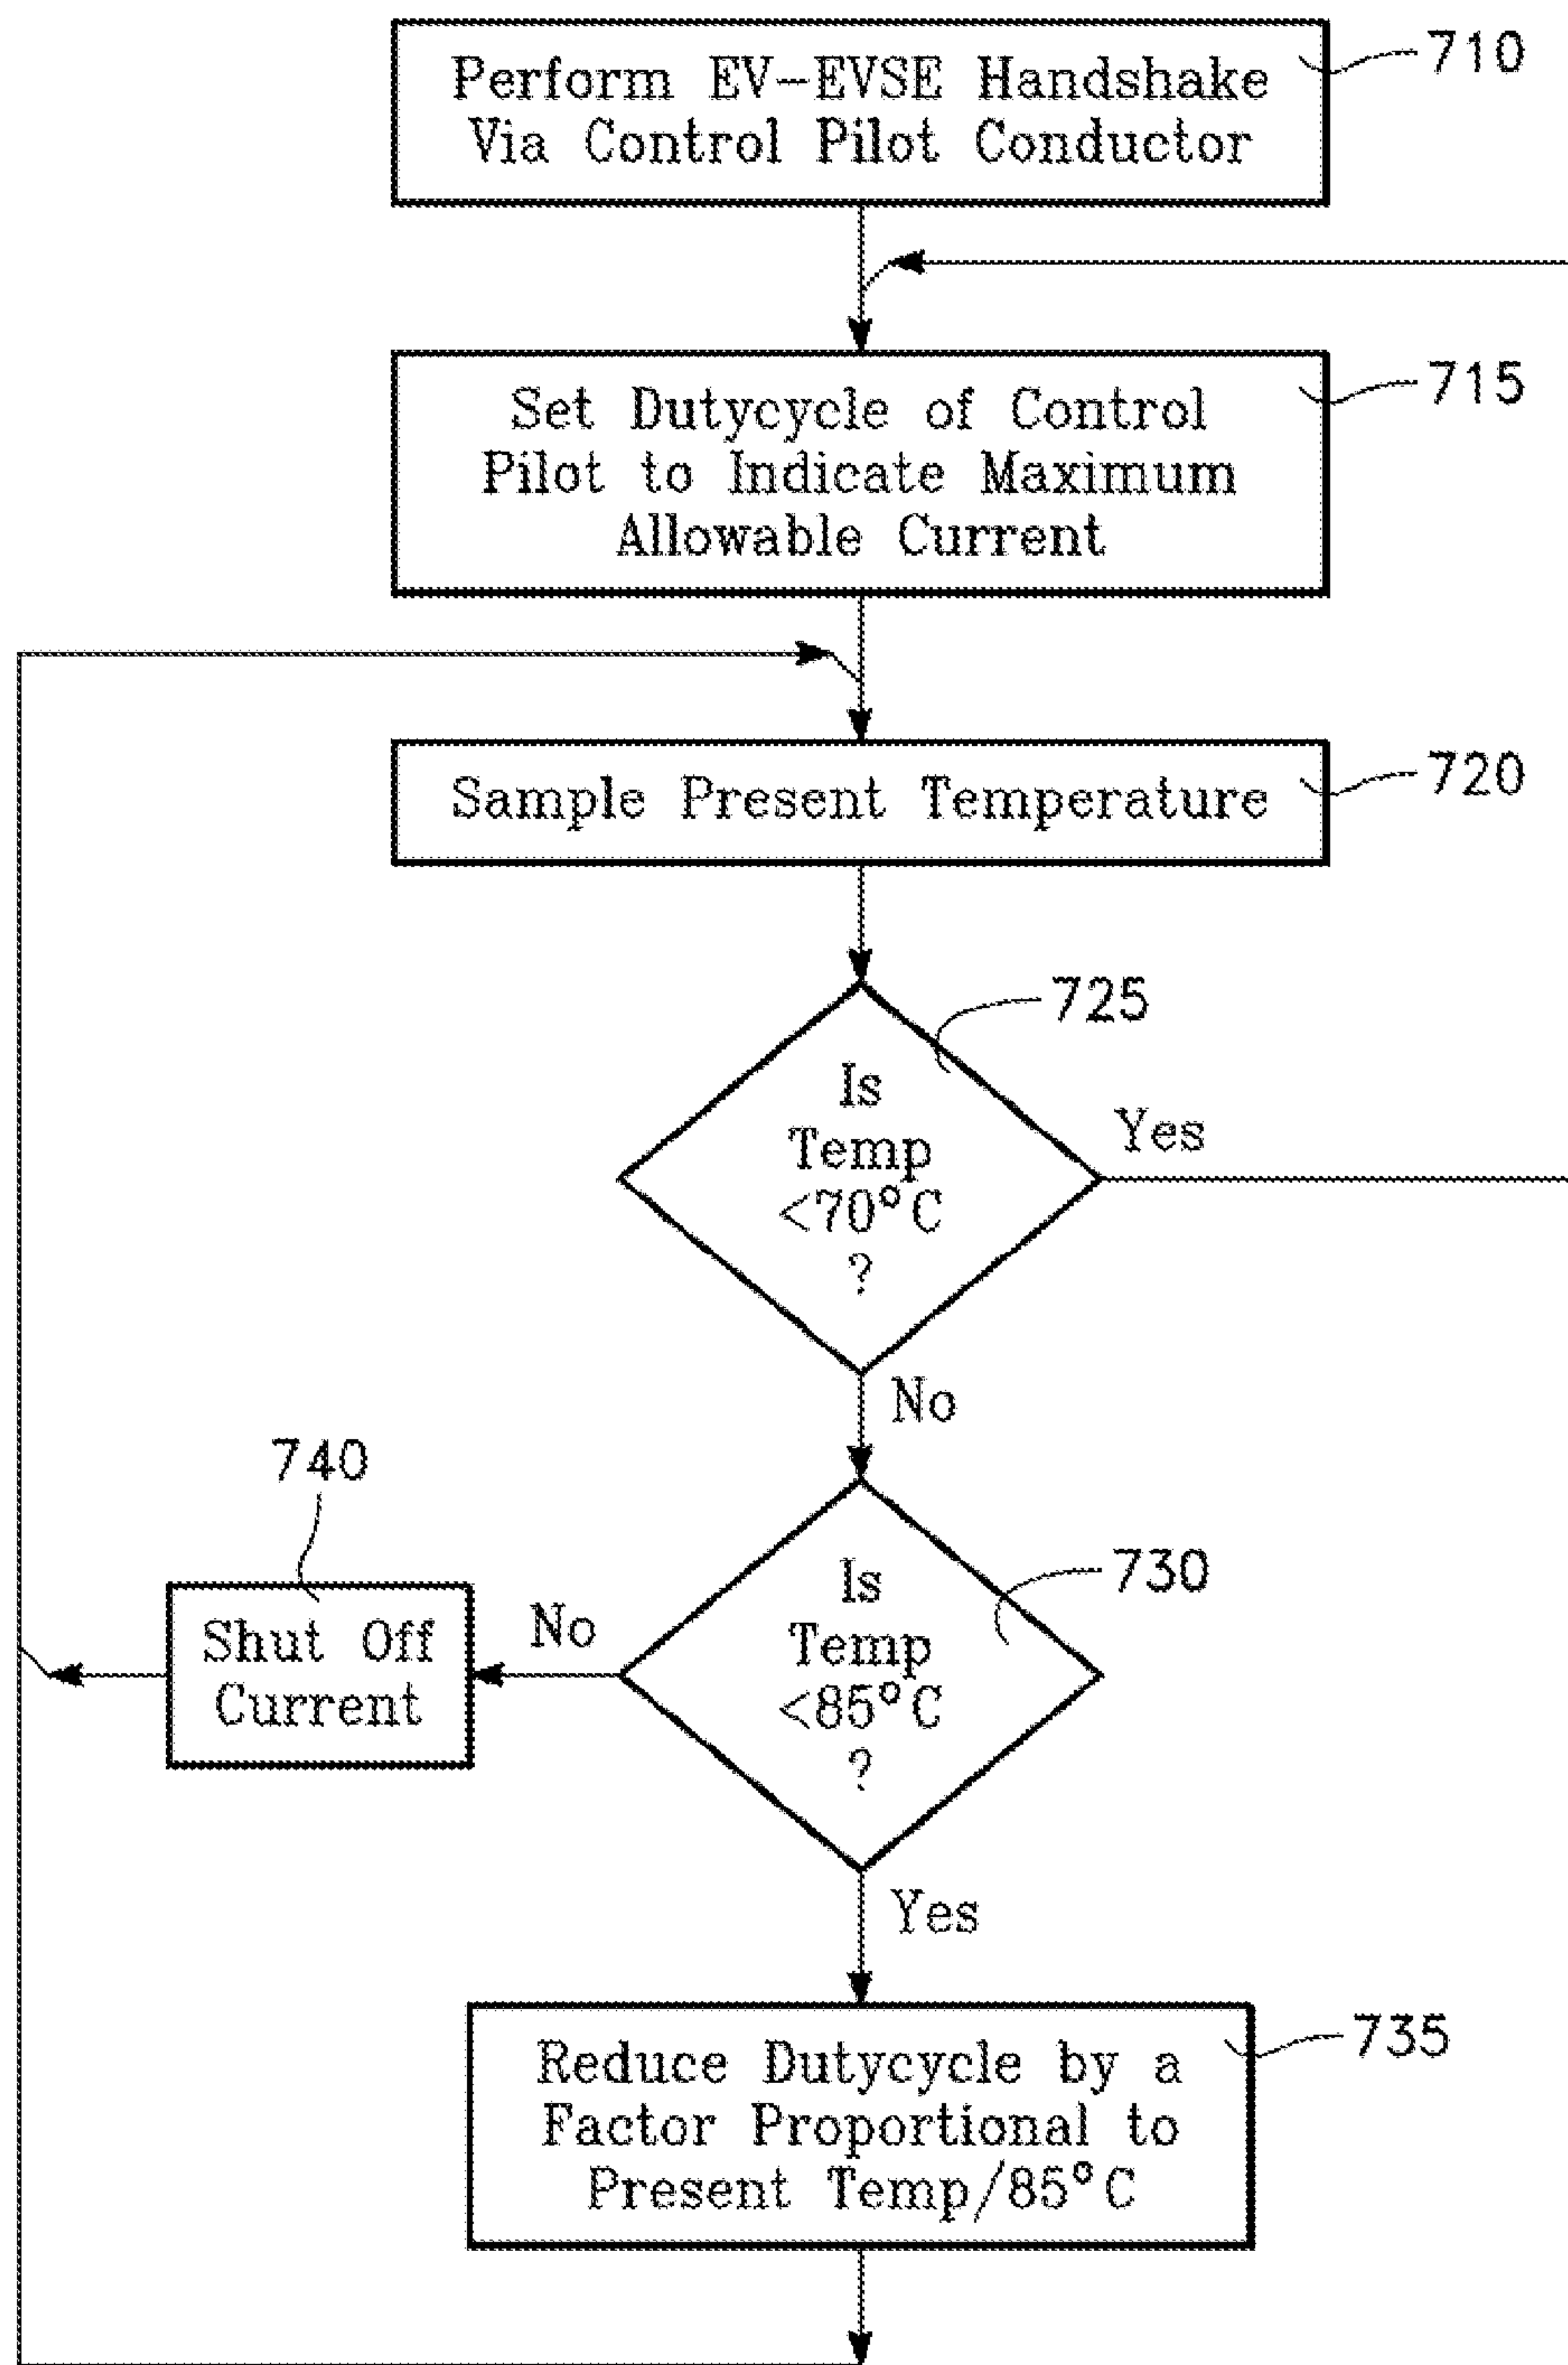 Perform EV-EVSE Handshake
Via Control Pilot Conductor
710
Set Dutycycle of Control
Pilot to Indicate Maximum
Allowable Current
715
Sample Present Temperature
720
725
Is
Temp
<70°C
?
Yes
No
740
Shut Off
Current
No
730
Is
Temp
<85°C
?
Yes
Reduce Dutycycle by a
Factor Proportional to
Present Temp/85°C
735